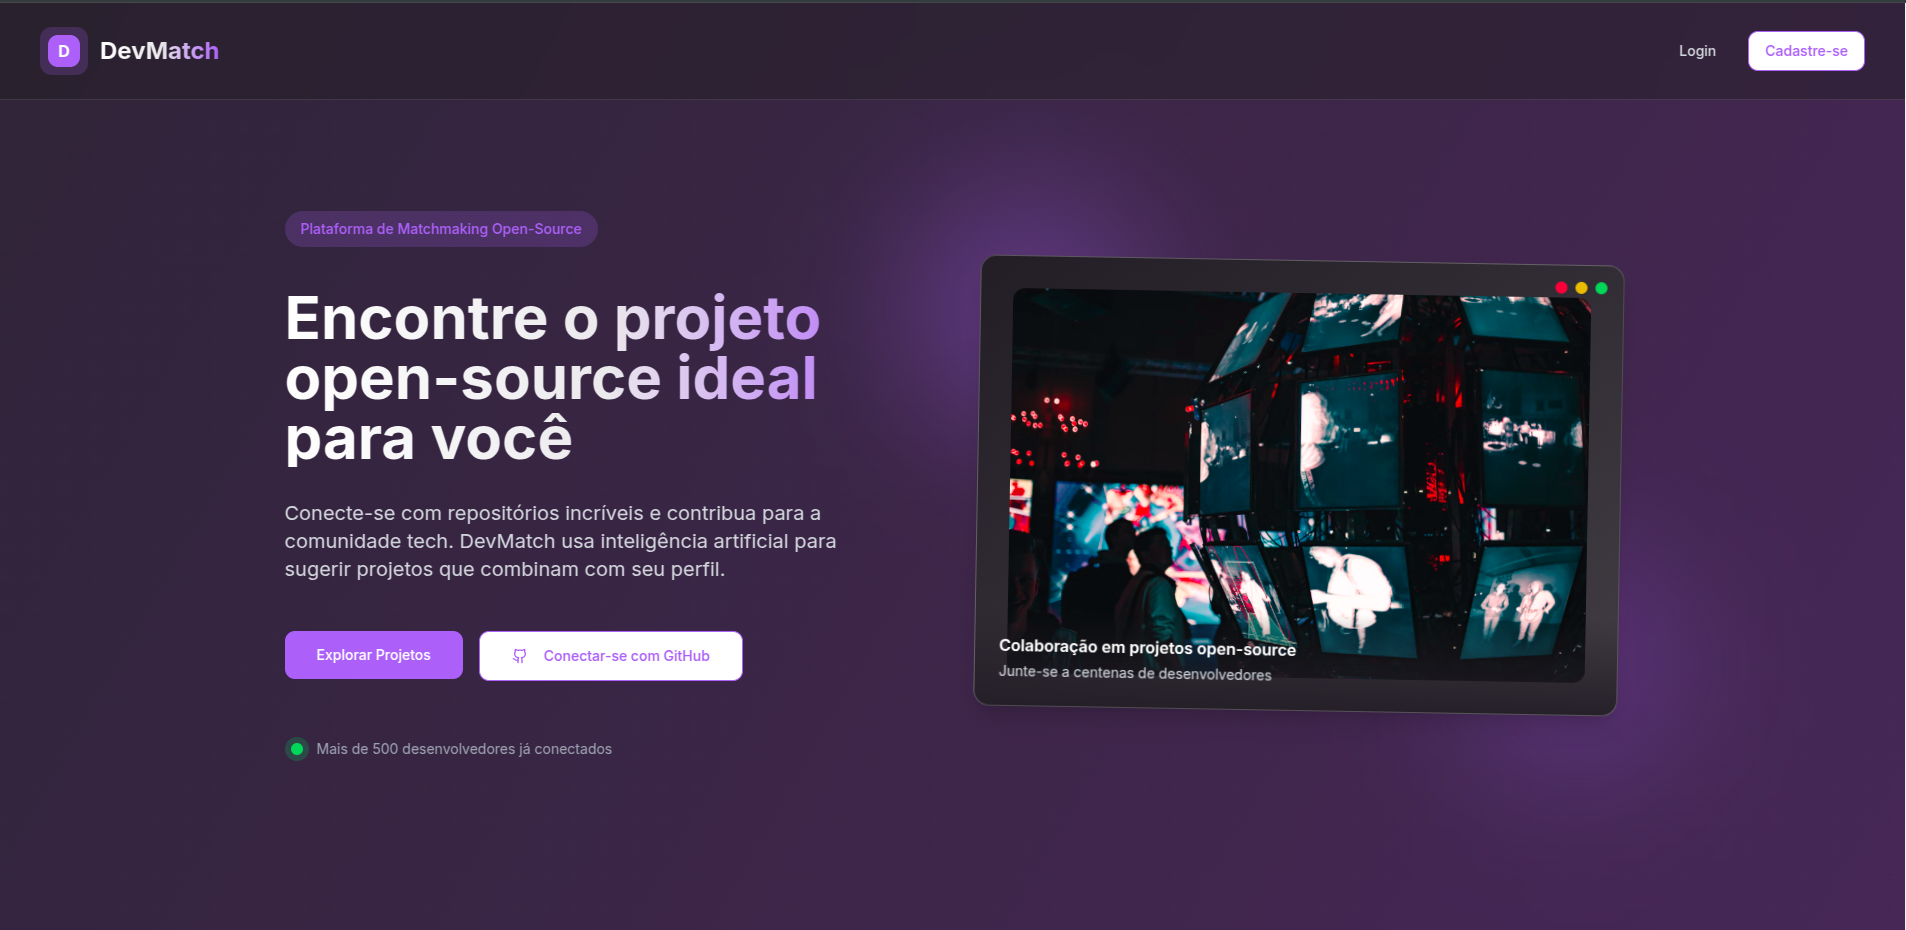 D
DevMatch
Login
Cadastre-se
Plataforma de Matchmaking Open-Source
Encontre o projeto
open-source ideal
para você
Conecte-se com repositórios incríveis e contribua para a
comunidade tech. DevMatch usa inteligência artificial para
sugerir projetos que combinam com seu perfil.
Explorar Projetos
Conectar-se com GitHub
Mais de 500 desenvolvedores já conectados
Colaboração em projetos open-source
Junte-se a centenas de desenvolvedores